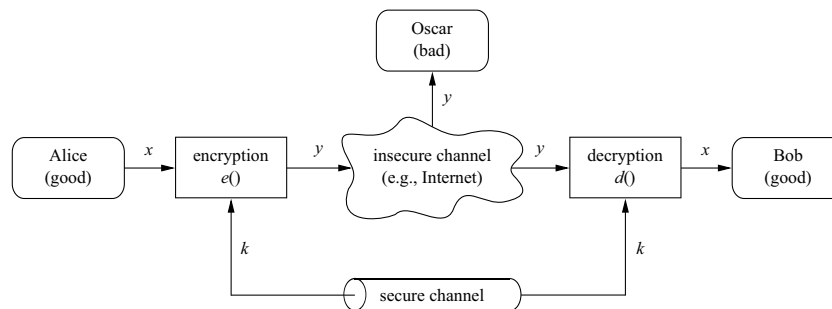 Oscar
(bad)
y
Alice
(good)
x
encryption
e()
y
insecure channel
(e.g., Internet)
y
decryption
d()
x
Bob
(good)
k
k
secure channel